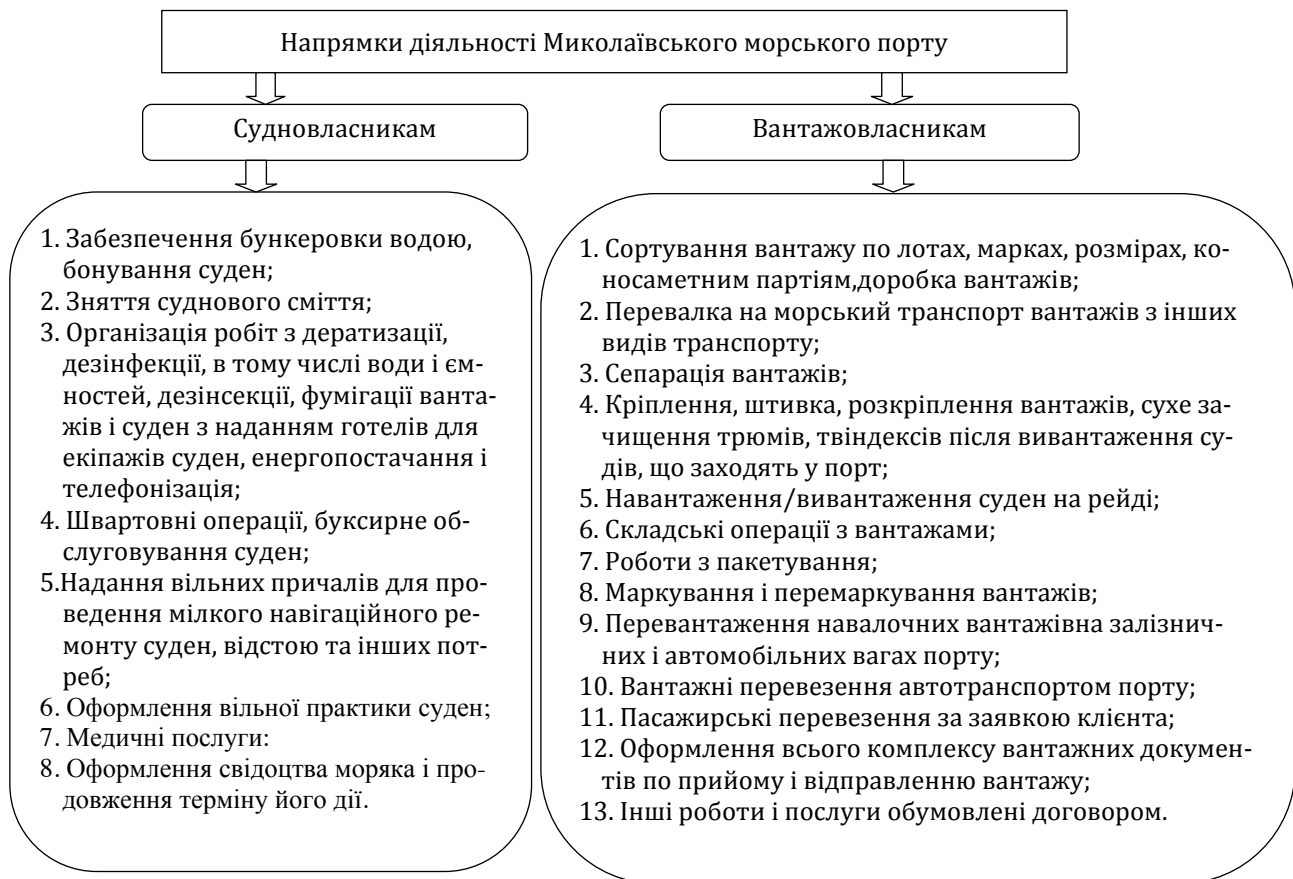 Напрямки діяльності Миколаївського морського порту
Судновласникам
Вантажовласникам
1. Забезпечення бункеровки водою,
бонування суден;
2. Зняття суднового сміття;
3. Організація робіт з дератизації,
дезінфекції, в тому числі води і єм-
ностей, дезінсекції, фумігації ванта-
жів і суден з наданням готелів для
екіпажів суден, енергопостачання і
телефонізація;
4. Швартовні операції, буксирне об-
слуговування суден;
5.Надання вільних причалів для про-
ведення мілкого навігаційного ре-
монту суден, відстою та інших пот-
реб;
6. Оформлення вільної практики суден;
7. Медичні послуги:
8. Оформлення свідоцтва моряка і про-
довження терміну його дії.
1. Сортування вантажу по лотах, марках, розмірах, ко-
носаметним партіям,доробка вантажів;
2. Перевалка на морський транспорт вантажів з інших
видів транспорту;
3. Сепарація вантажів;
4. Кріплення, штивка, розкріплення вантажів, сухе за-
чищення трюмів, твіндексів після вивантаження су-
дів, що заходять у порт;
5. Навантаження/вивантаження суден на рейді;
6. Складські операції з вантажами;
7. Роботи з пакетування;
8. Маркування і перемаркування вантажів;
9. Перевантаження навалочних вантажівна залізнич-
них і автомобільних вагах порту;
10. Вантажні перевезення автотранспортом порту;
11. Пасажирські перевезення за заявкою клієнта;
12. Оформлення всього комплексу вантажних докумен-
тів по прийому і відправленню вантажу;
13. Інші роботи і послуги обумовлені договором.